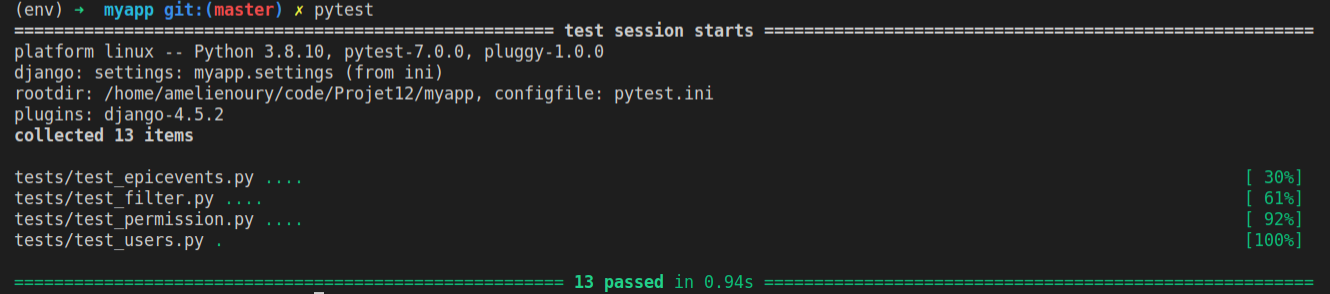 (env) ➜  myapp git:(master) ✗ pytest
====================================================== test session starts =======================================================
platform linux -- Python 3.8.10, pytest-7.0.0, pluggy-1.0.0
django: settings: myapp.settings (from ini)
rootdir: /home/amelienoury/code/Projet12/myapp, configfile: pytest.ini
plugins: django-4.5.2
collected 13 items
tests/test_epicevents.py .... [ 30%]
tests/test_filter.py .... [ 61%]
tests/test_permission.py .... [ 92%]
tests/test_users.py . [100%]
======================================================= 13 passed in 0.94s =======================================================